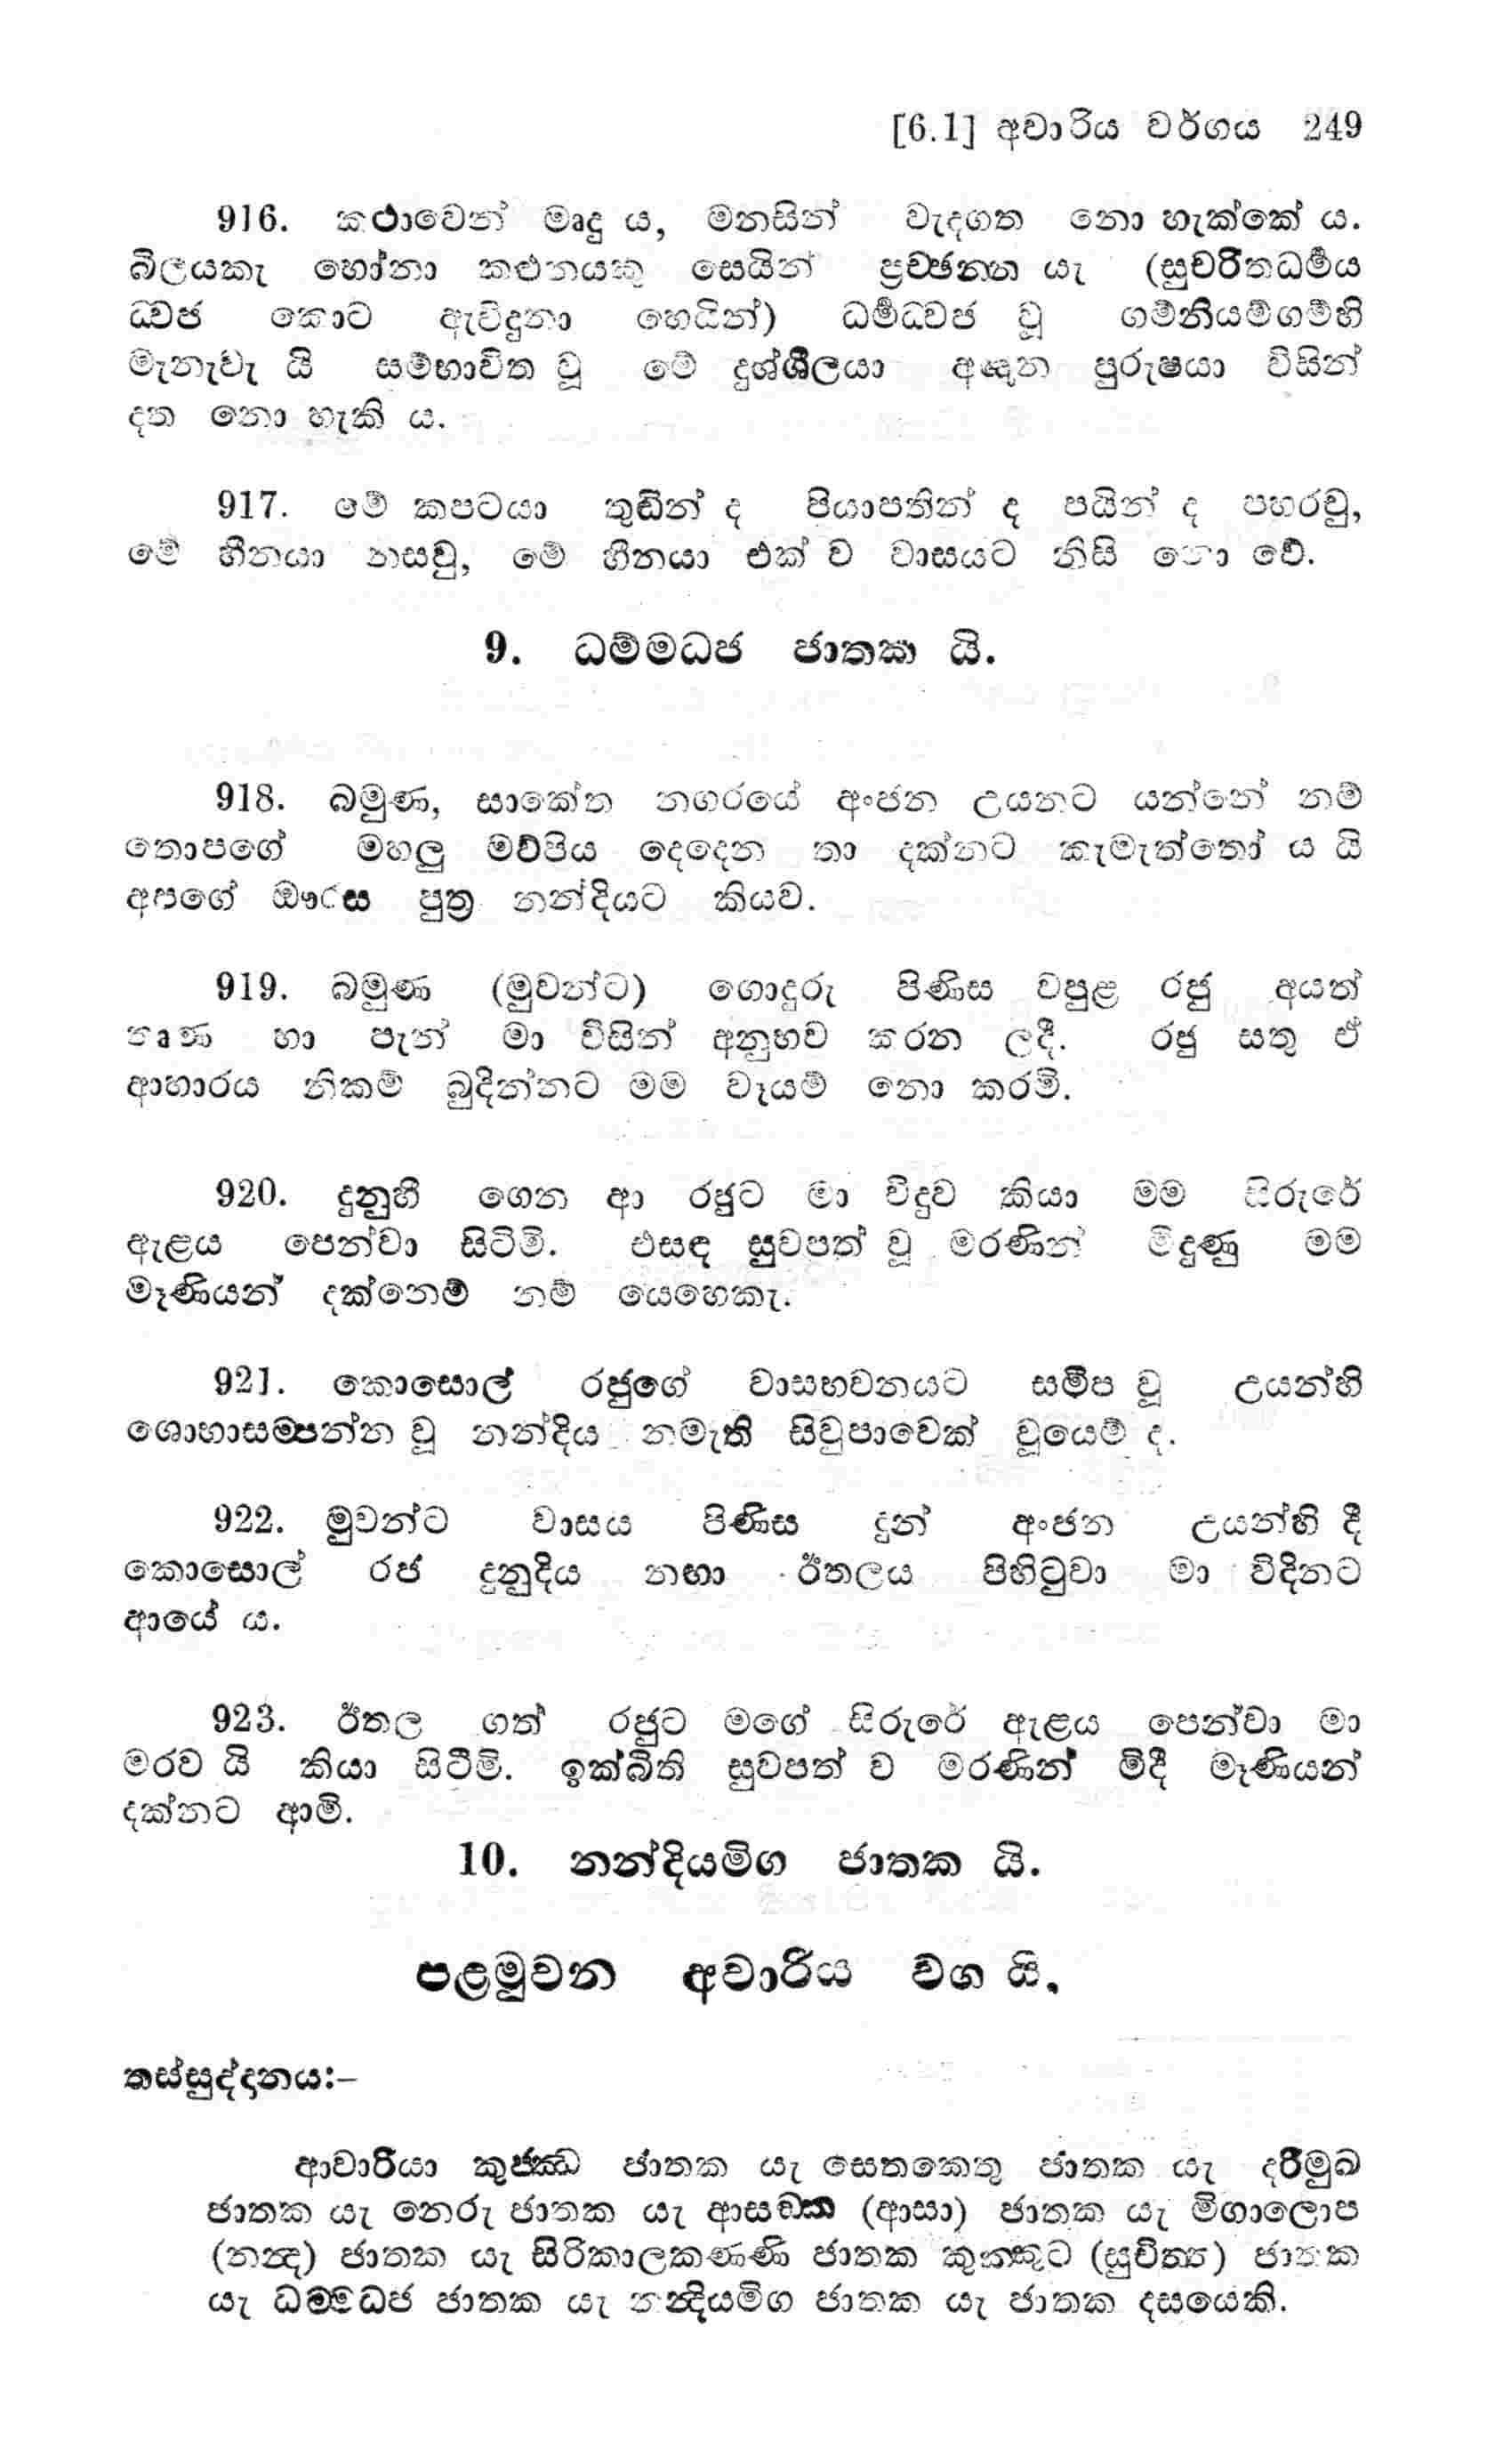 [6.1] අවාරිය වර්ගය 249
916. කථාවෙන් මෘදු ය, මනසින් වැදගත නො හැක්කේ ය.
බිලයකැ හෝනා කළුනයකු සෙයින් ප්‍රච්ඡන්න යැ (සුචරිතධර්‍මය
ධ්වජ කොට ඇවිදුනා හෙයින්) ධර්‍මධ්වජ වූ ගම්නියම්ගම්හි
මැනැවැ යි සම්භාවිත වූ මේ දුශ්ශීලයා අඥාන පුරුෂයා විසින්
දත නො හැකි ය.
917. මේ කපටයා තුඩින් ද පියාපතින් ද පයින් ද පහරවු,
මේ හීනයා නසවු, මේ හීනයා එක් ව වාසයට නිසි නො වේ.
9. ධම්මධජ ජාතක යි.
918. බමුණ, සාකේත නගරයේ අංජන උයනට යන්නේ නම්
තොපගේ මහලු මව්පිය දෙදෙන තා දක්නට කැමැත්තෝ ය යි
අපගේ ඖරස පුත්‍ර නන්දියට කියව.
919. බමුණ (මුවන්ට) ගොදුරු පිණිස වපුළ රජු අයත්
තෘණ හා පැන් මා විසින් අනුභව කරන ලදී. රජු සතු ඒ
ආහාරය නිකම් බුදින්නට මම වෑයම් නො කරමි.
920. දුනුහී ගෙන ආ රජුට මා විදුව කියා මම සිරුරේ
ඇළය පෙන්වා සිටිමි. එසඳ සුවපත් වූ මරණින් මිදුණු මම
මෑණියන් දක්නෙම් නම් යෙහෙකැ.
921. කොසොල් රජුගේ වාසභවනයට සමීප වූ උයන්හි
ශොභාසම්පන්න වූ නන්දිය නමැති සිවුපාවෙක් වූයෙම් ද.
922. මුවන්ට වාසය පිණිස දුන් අංජන උයන්හි දී
කොසොල් රජ දුනුදිය නඟා ඊතලය පිහිටුවා මා විදිනට
ආයේ ය.
923. ඊතල ගත් රජුට මගේ සිරුරේ ඇළය පෙන්වා මා
මරව යි කියා සිටීමි. ඉක්බිති සුවපත් ව මරණින් මිදී මෑණියන්
දක්නට ආමි.
10. නන්දියමිග ජාතක යි.
පළමුවන අවාරිය වග යි.
තස්සුද්දානය:–
ආවාරියා කුජ්ඣ ජාතක යැ සෙතකෙතු ජාතක යැ දරීමුඛ
ජාතක යැ නෙරු ජාතක යැ ආසඞ්ක (ආසා) ජාතක යැ මිගාලොප
(නන්ද) ජාතක යැ සිරිකාලකණණි ජාතක කුක්කුට (සුචිත්‍ර) ජාතක
යැ ධම්මධජ ජාතක යැ නන්දියමිග ජාතක යැ ජාතක දසයෙකි.